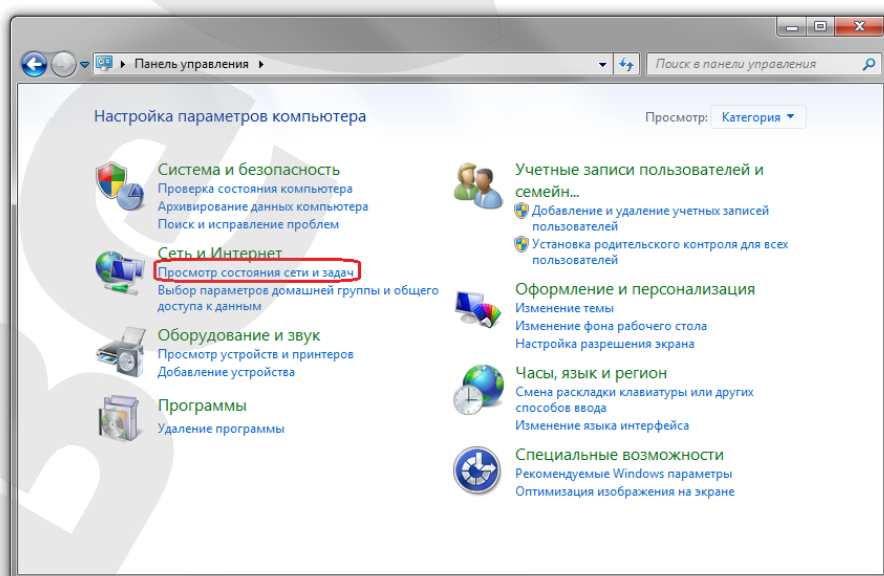 Панель управления
Поиск в панели управления
Настройка параметров компьютера
Просмотр: Категория
Система и безопасность
Проверка состояния компьютера
Архивирование данных компьютера
Поиск и исправление проблем
Сеть и Интернет
Просмотр состояния сети и задач
Выбор параметров домашней группы и общего
доступа к данным
Оборудование и звук
Просмотр устройств и принтеров
Добавление устройства
Программы
Удаление программы
Учетные записи пользователей и
семейн...
Добавление и удаление учетных записей
пользователей
Установка родительского контроля для всех
пользователей
Оформление и персонализация
Изменение темы
Изменение фона рабочего стола
Настройка разрешения экрана
Часы, язык и регион
Смена раскладки клавиатуры или других
способов ввода
Изменение языка интерфейса
Специальные возможности
Рекомендуемые Windows параметры
Оптимизация изображения на экране